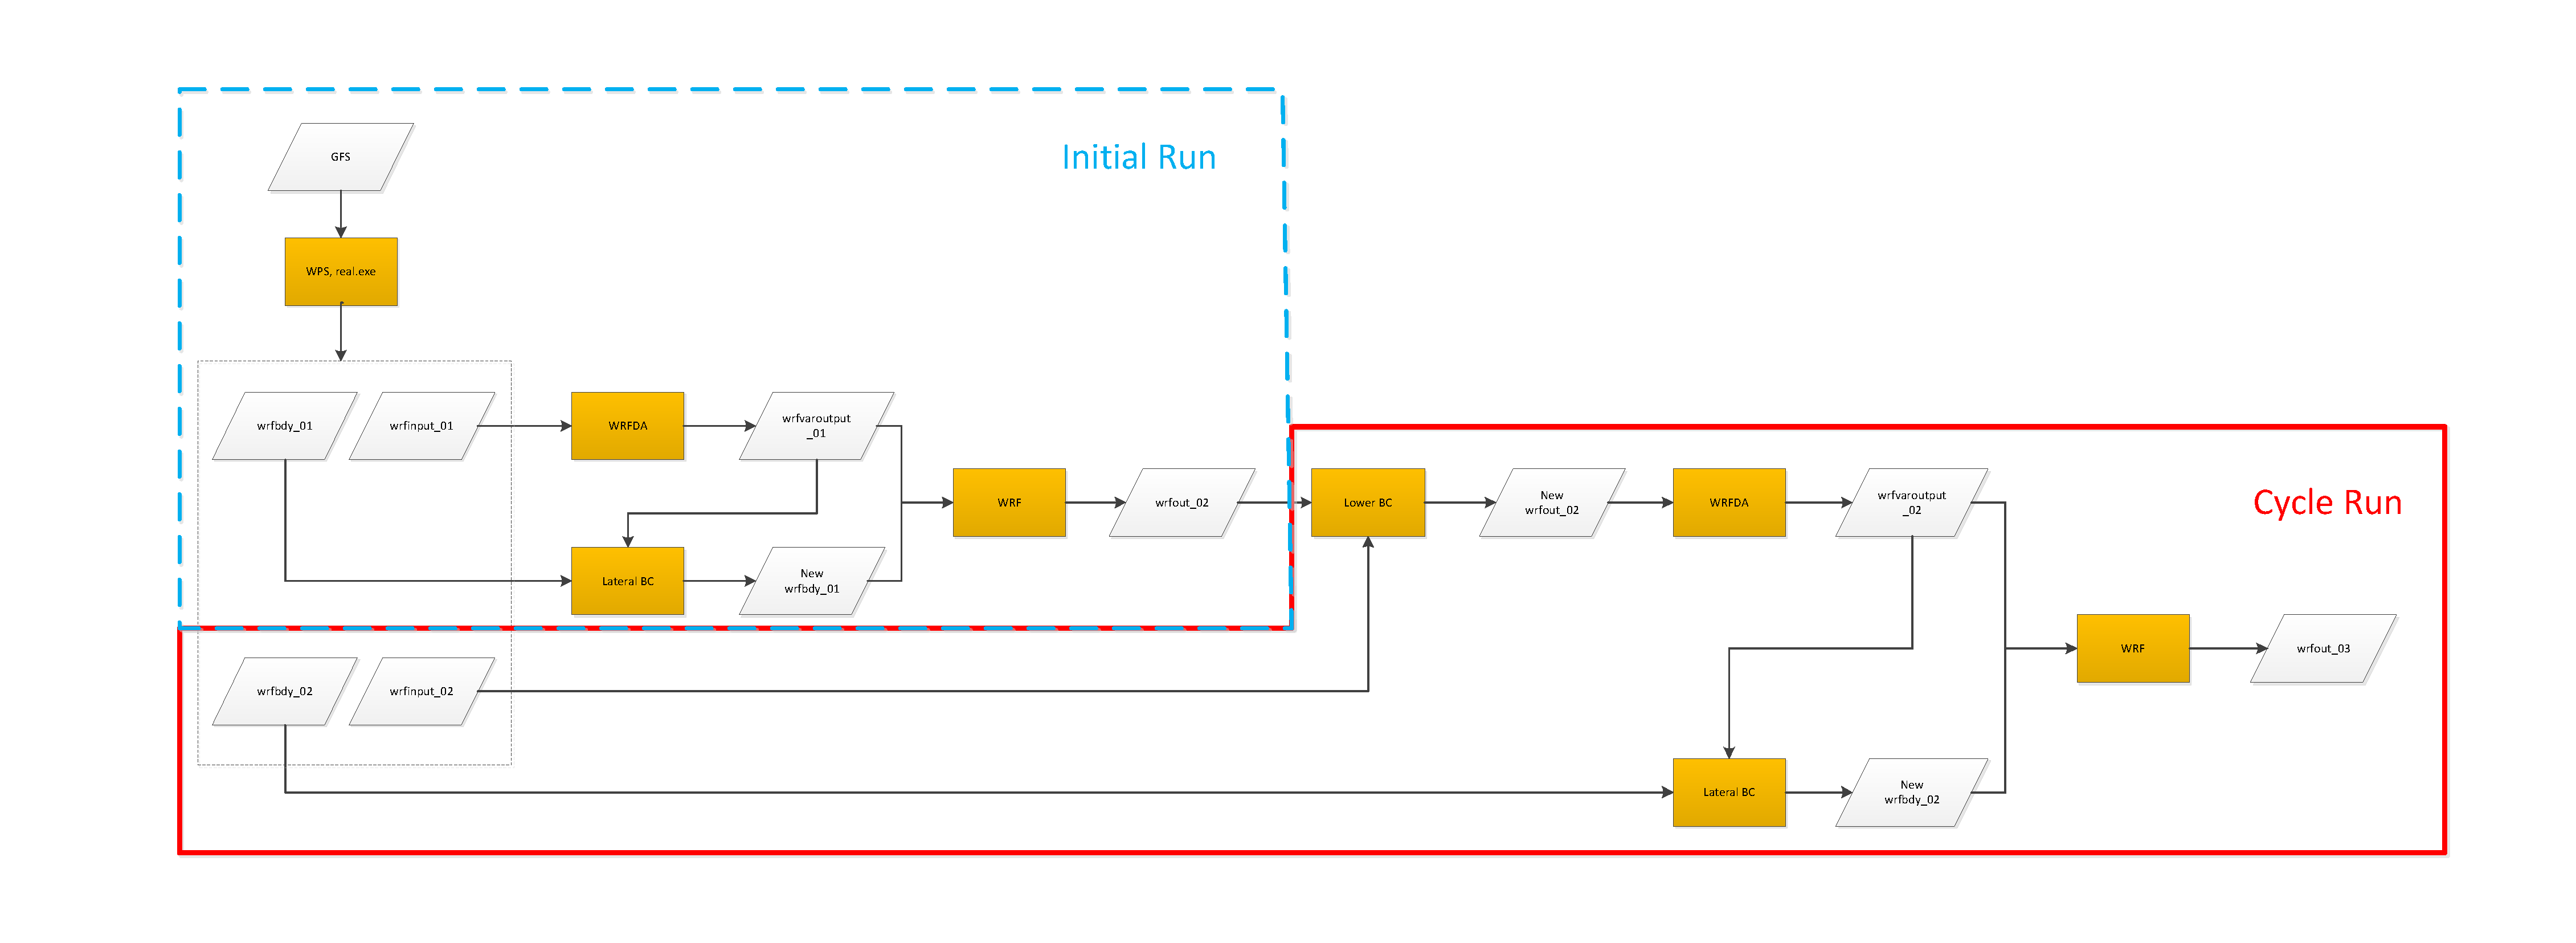 Initial Run
GFS
WPS, real.exe
wrfbdy_01
wrfinput_01
WRFDA
wrfvaroutput
_01
Lateral BC
New
wrfbdy_01
WRF
wrfout_02
Lower BC
New
wrfout_02
WRFDA
wrfvaroutput
_02
Cycle Run
wrfbdy_02
wrfinput_02
WRF
wrfout_03
Lateral BC
New
wrfbdy_02